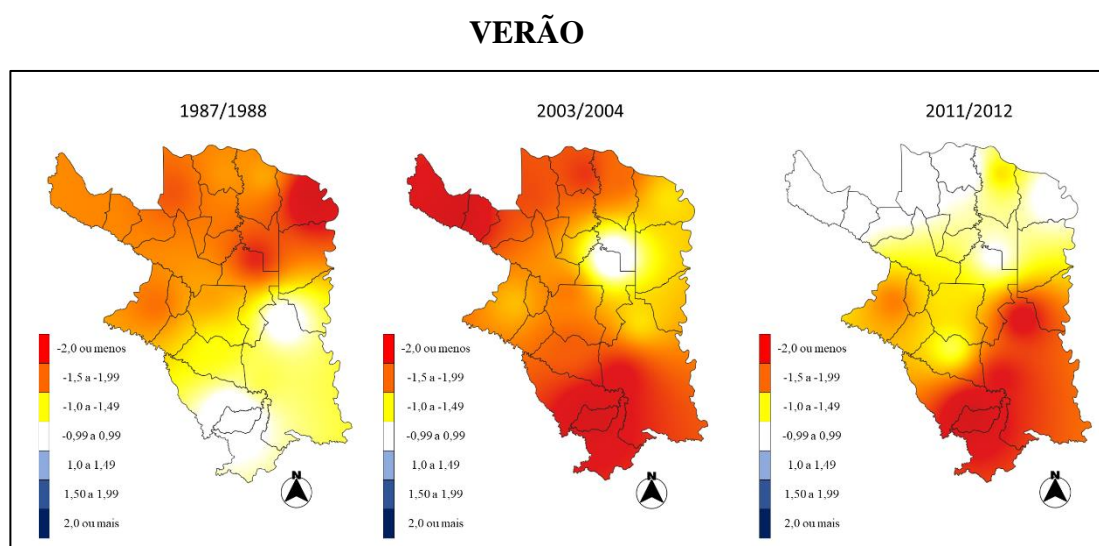 VERÃO
1987/1988
2003/2004
2011/2012
-2,0 ou menos
-1,5 a -1,99
-1,0 a -1,49
-0,99 a 0,99
1,0 a 1,49
1,50 a 1,99
2,0 ou mais
N
-2,0 ou menos
-1,5 a -1,99
-1,0 a -1,49
-0,99 a 0,99
1,0 a 1,49
1,50 a 1,99
2,0 ou mais
N
-2,0 ou menos
-1,5 a -1,99
-1,0 a -1,49
-0,99 a 0,99
1,0 a 1,49
1,50 a 1,99
2,0 ou mais
N